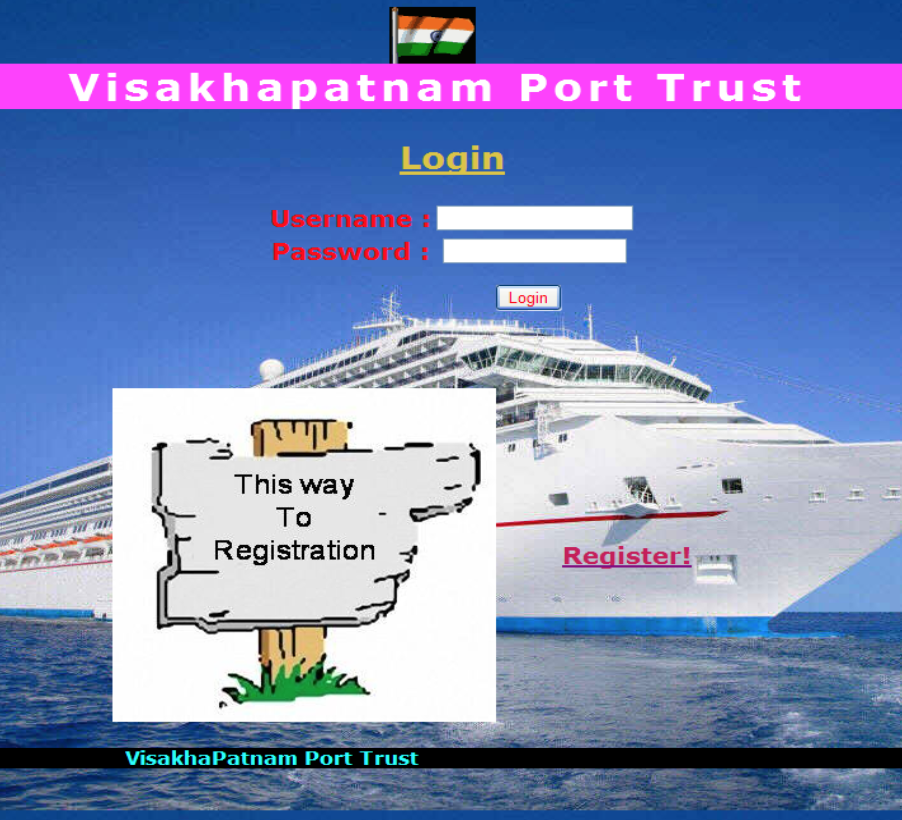 Visakhapatnam Port Trust
Login
Username :
Password :
Login
This way
To
Registration
Register!
VisakhaPatnam Port Trust